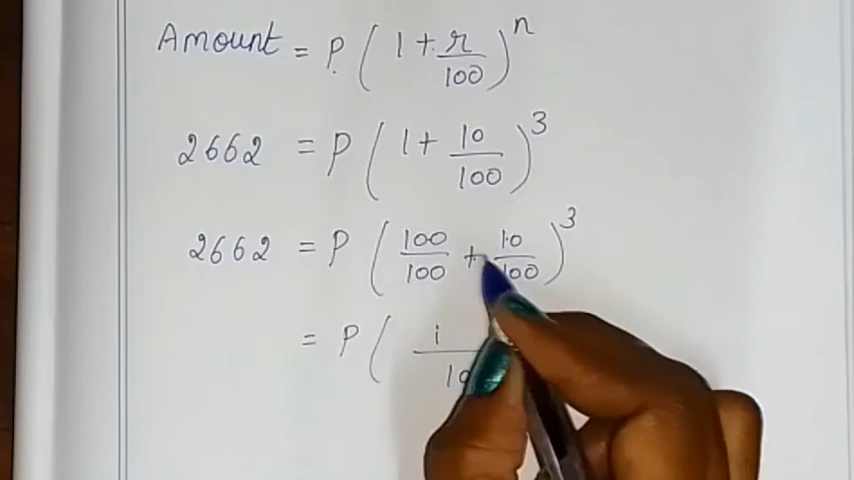 Amount = P ( 1 + r/100 )^n
2662 = P ( 1 + 10/100 )^3
2662 = P ( 100/100 + 10/100 )^3
= P (